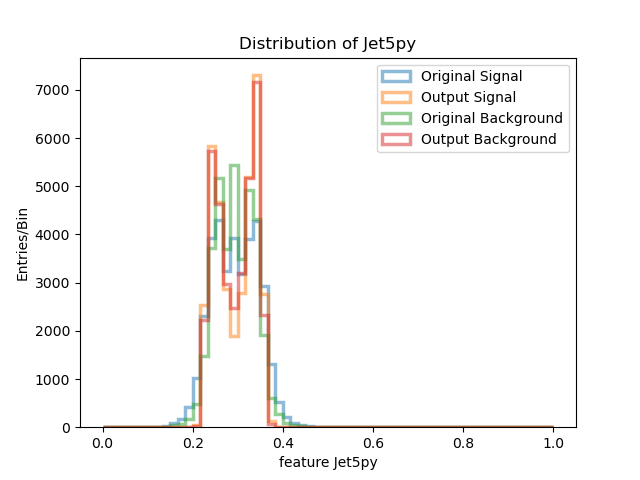 Distribution of Jet5py
Original Signal
Output Signal
Original Background
Output Background
Entries/Bin
7000
6000
5000
4000
3000
2000
1000
0
0.0 0.2 0.4 0.6 0.8 1.0
feature Jet5py